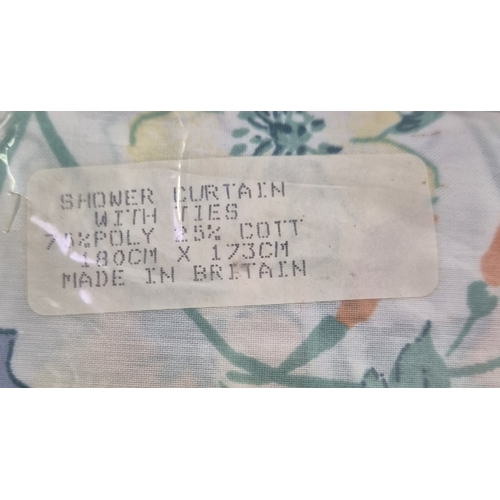 SHOWER CURTAIN
WITH TIES
75%POLY 25% COTT
180CM X 173CM
MADE IN BRITAIN